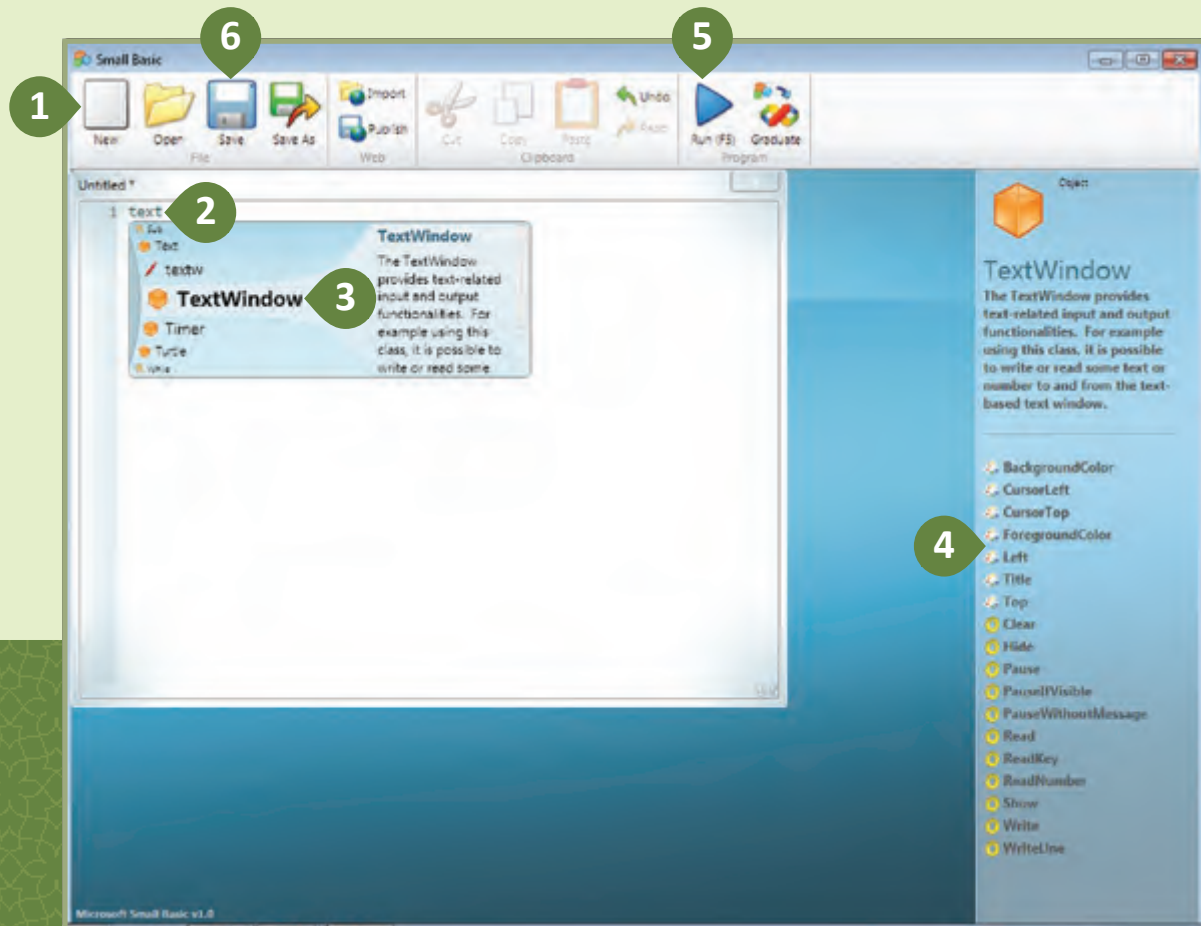 6
5
Small Basic
1
New
Open
Save
Save As
Import
Publish
Cut
Copy
Paste
Undo
Redo
Run (F5)
Graduate
File
Web
Clipboard
Program
Untitled *
1 text
2
Sub
Text
textw
TextWindow
3
Timer
Turtle
While
TextWindow
The TextWindow
provides text-related
input and output
functionalities. For
example using this
class, it is possible to
write or read some
Object
TextWindow
The TextWindow provides
text-related input and output
functionalities. For example
using this class, it is possible
to write or read some text or
number to and from the text-
based text window.
BackgroundColor
CursorLeft
CursorTop
4
ForegroundColor
Left
Title
Top
Clear
Hide
Pause
PauseIfVisible
PauseWithoutMessage
Read
ReadKey
ReadNumber
Show
Write
WriteLine
Microsoft Small Basic v1.0